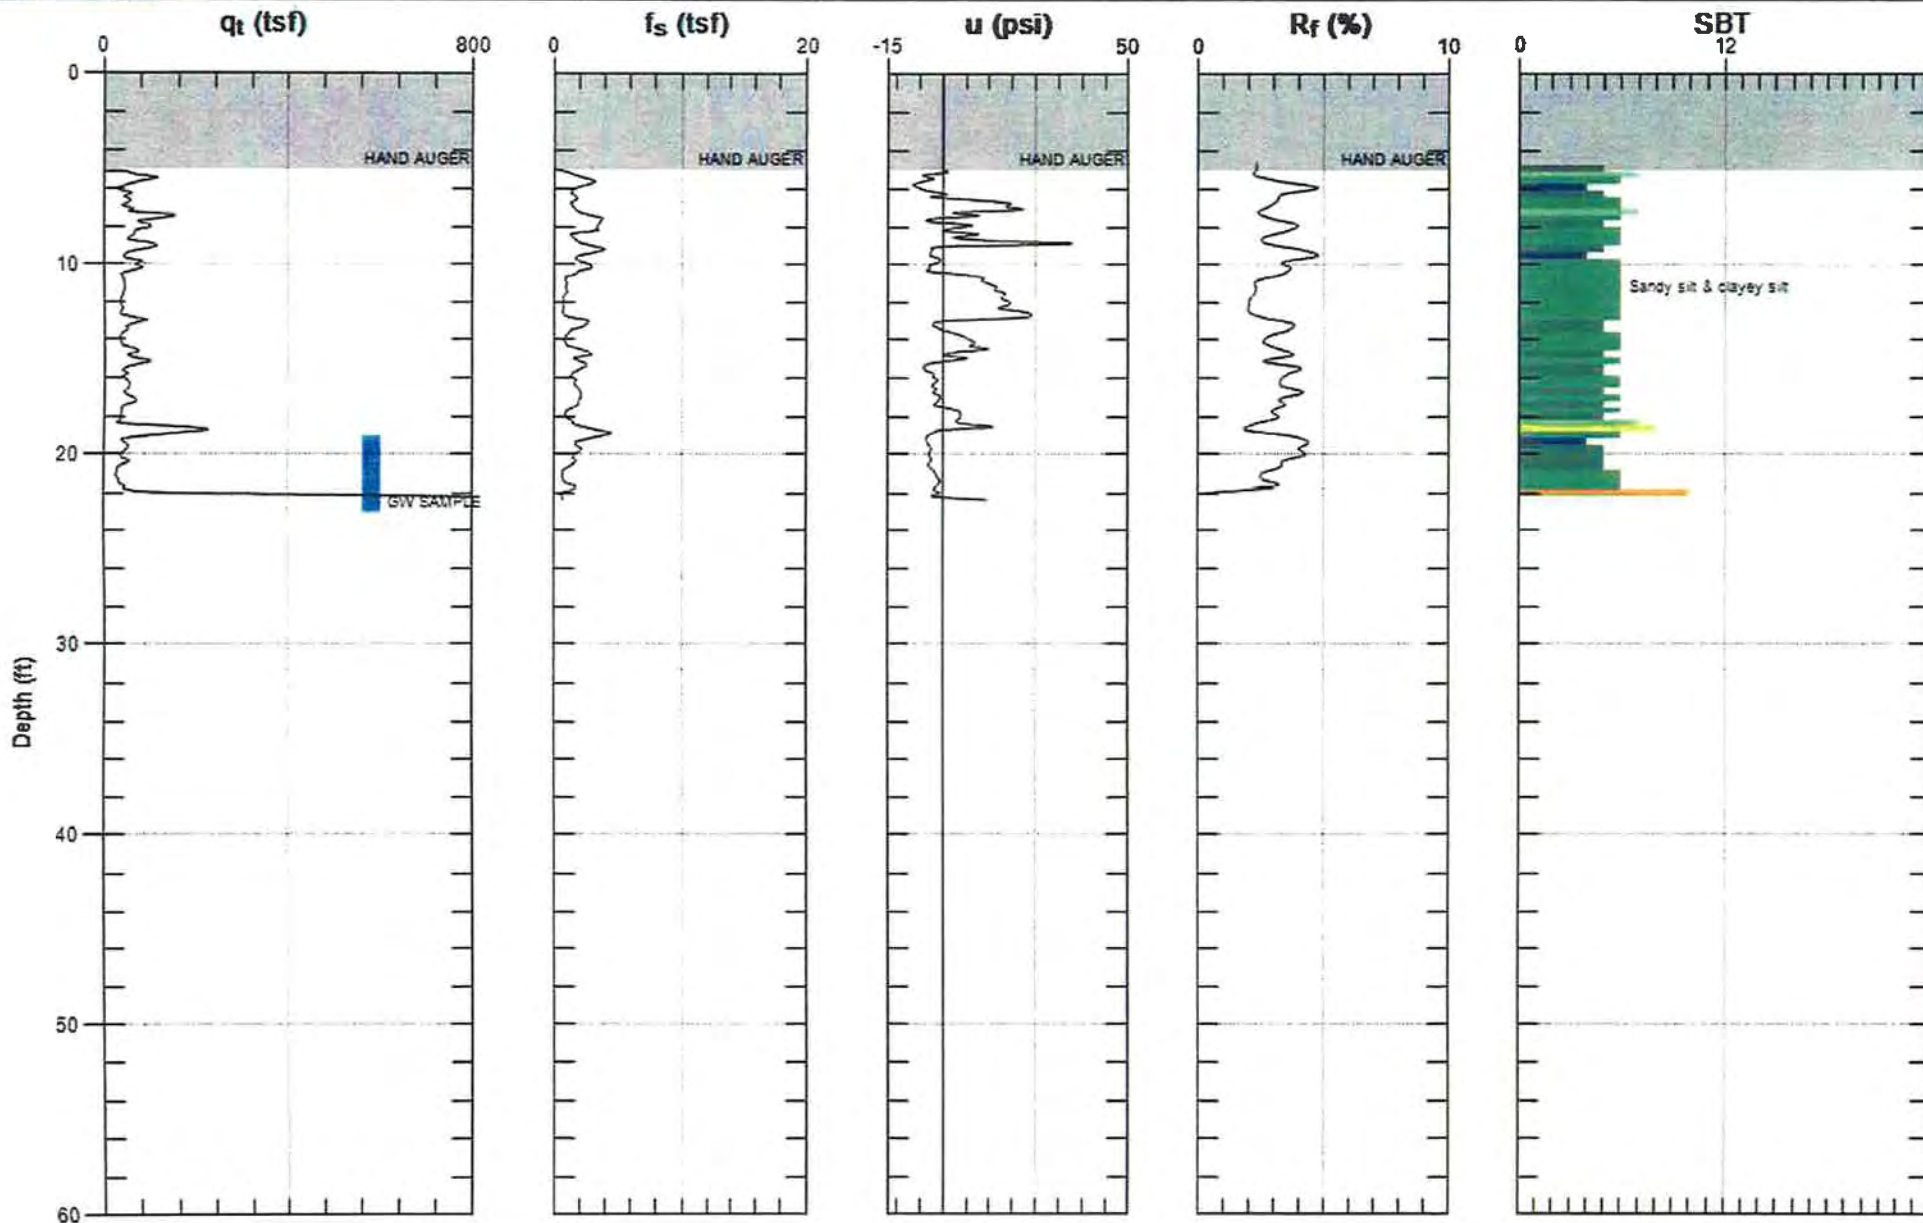 qt (tsf)
fs (tsf)
u (psi)
Rf (%)
SBT
0 800
0 20
-15 50
0 10
0 12
0
HAND AUGER
HAND AUGER
HAND AUGER
HAND AUGER
10
Sandy silt & clayey silt
20
GW SAMPLE
30
Depth (ft)
40
50
60